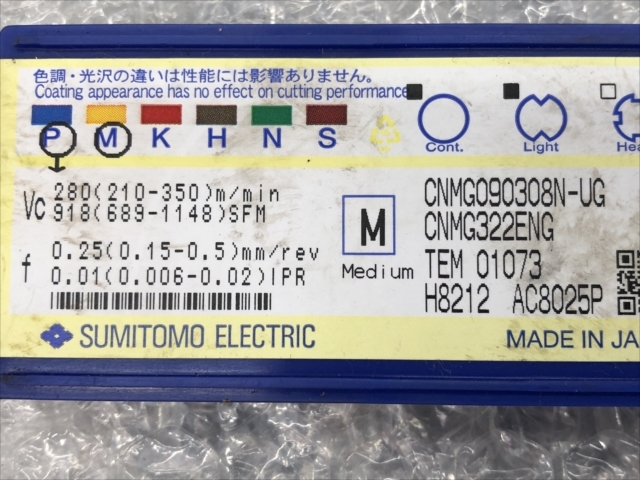 色調・光沢の違いは性能には影響ありません。
Coating appearance has no effect on cutting performance
P M K H N S
Cont. Light
Vc 280(210-350)m/min
918(689-1148)SFM
f 0.25(0.15-0.5)mm/rev
0.01(0.006-0.02)IPR
M
Medium
CNMG090308N-UG
CNMG322ENG
TEM 01073
H8212 AC8025P
SUMITOMO ELECTRIC
MADE IN JA